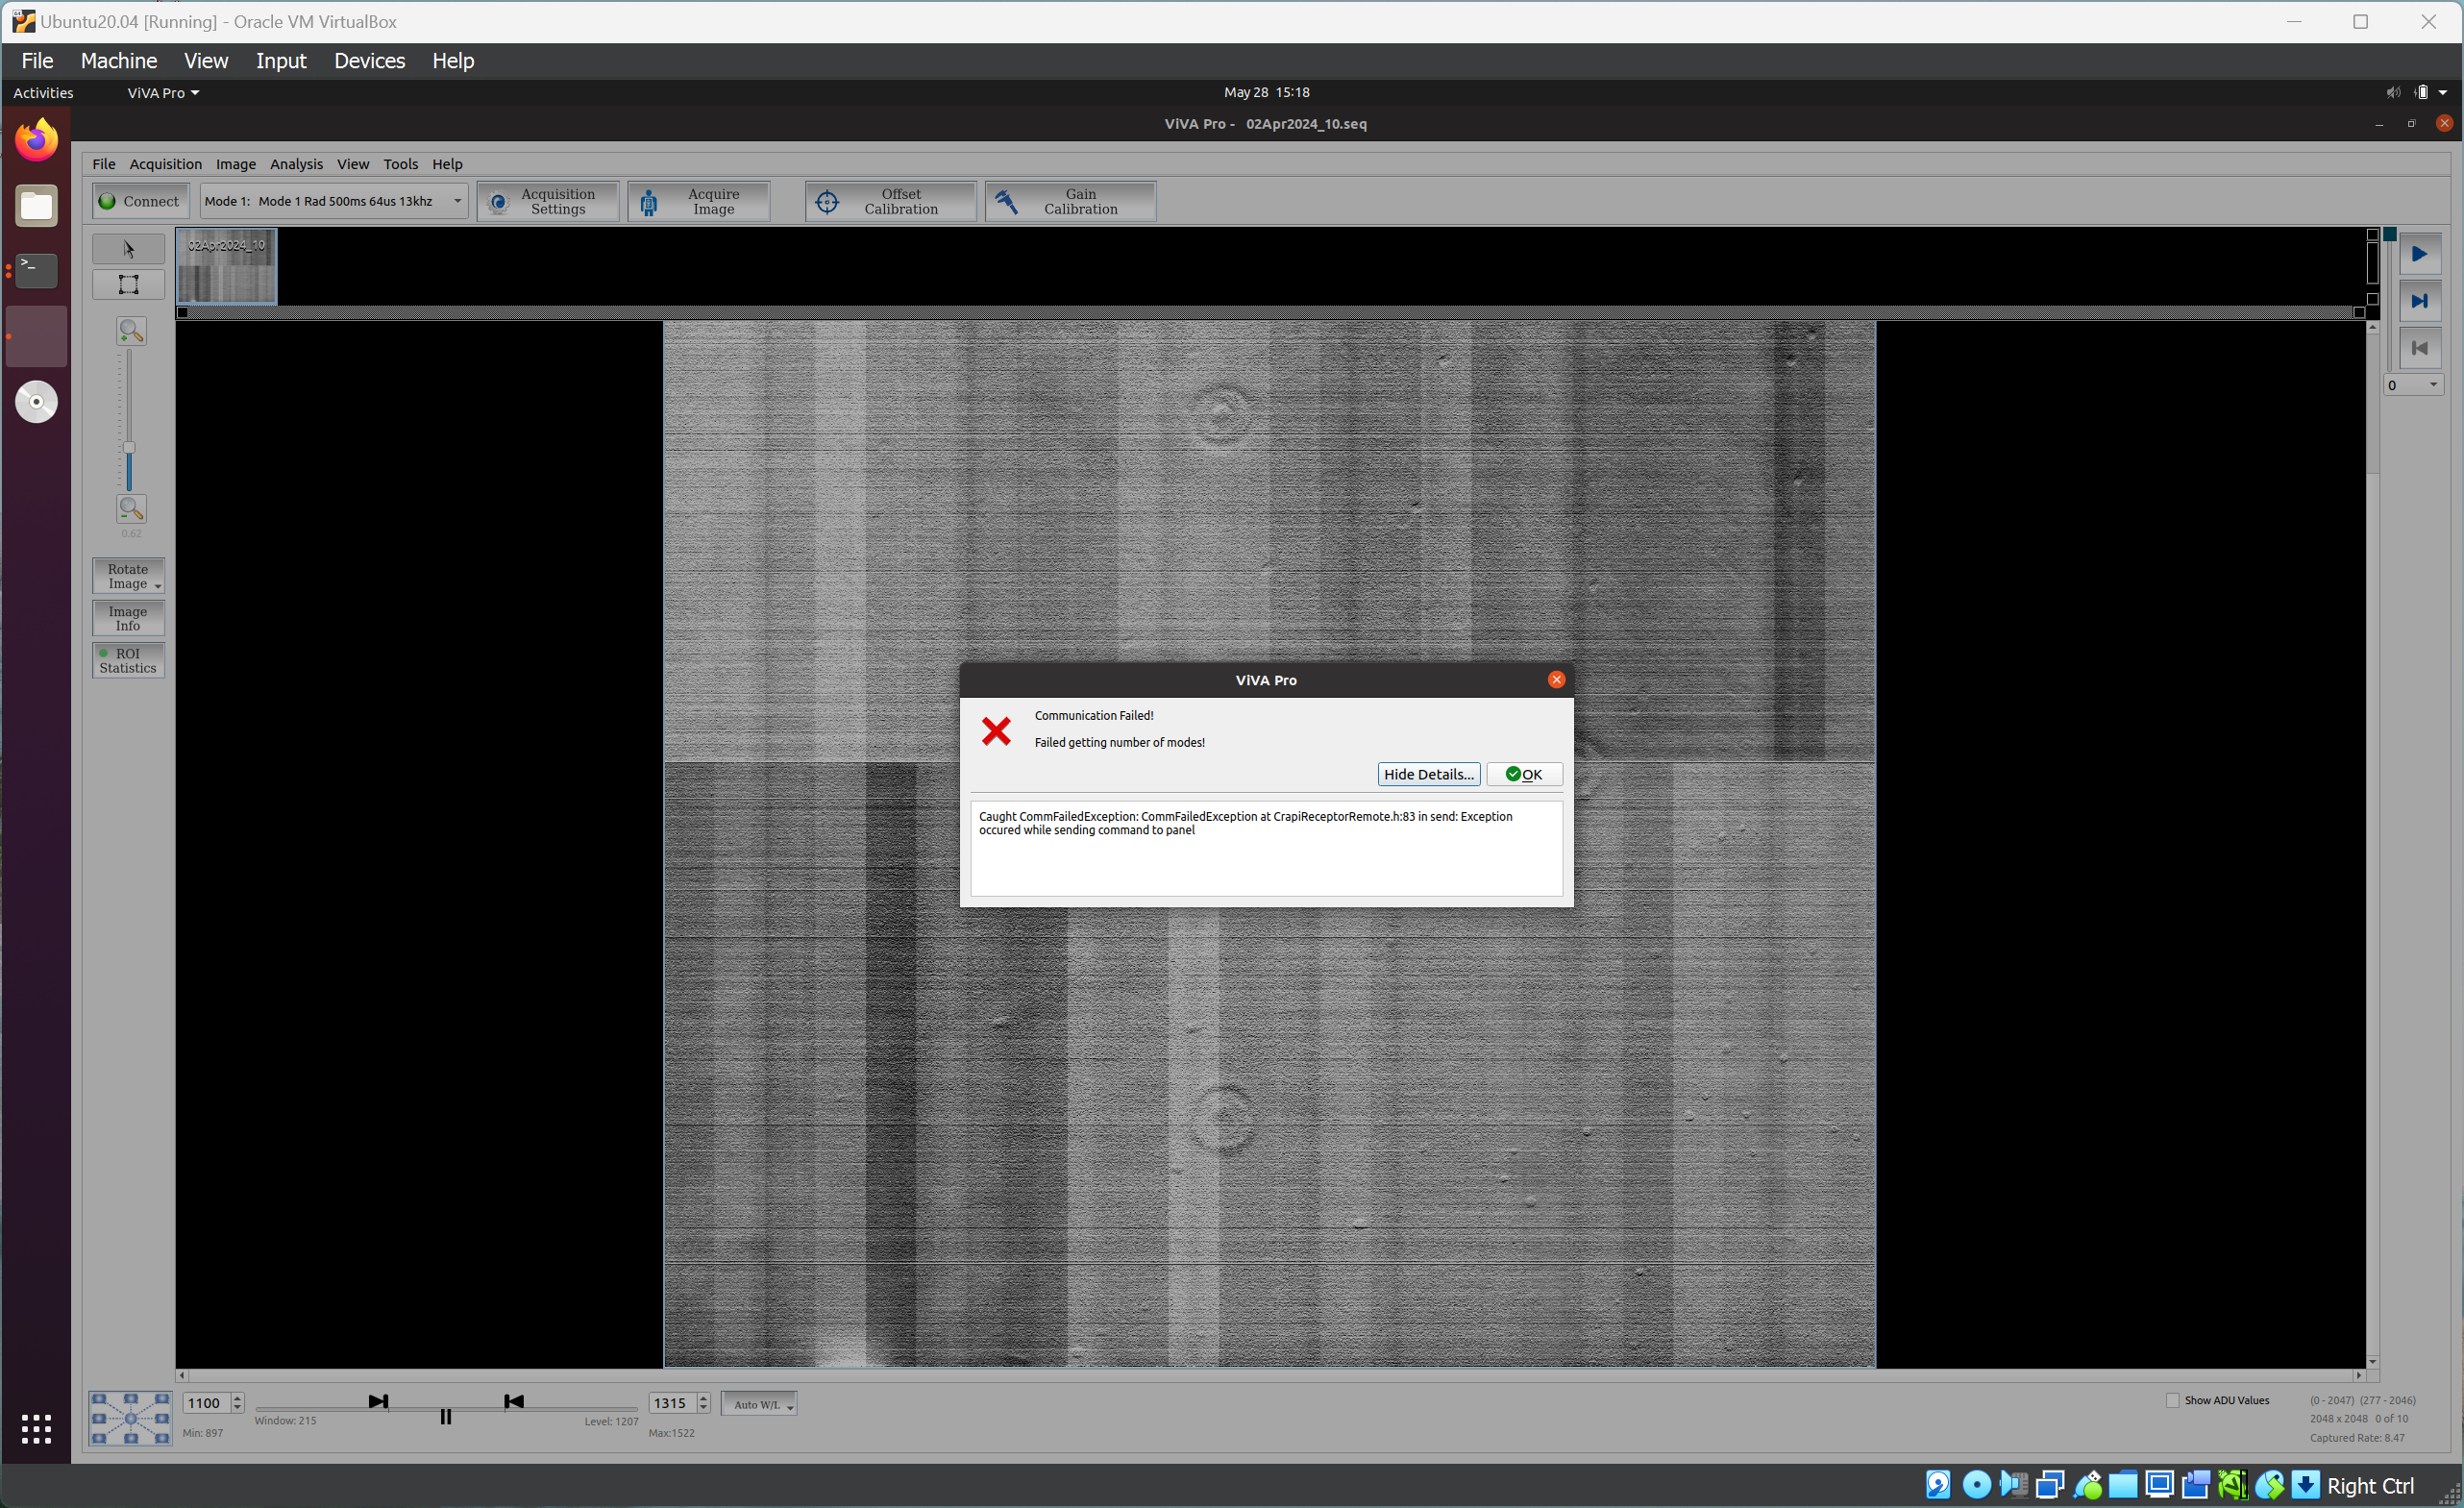 Ubuntu20.04 [Running] - Oracle VM VirtualBox
File Machine View Input Devices Help
Activities ViVA Pro May 28 15:18
ViVA Pro - 02Apr2024_10.seq
File Acquisition Image Analysis View Tools Help
Connect
Mode 1: Mode 1 Rad 500ms 64us 13khz
Acquisition
Settings
Acquire
Image
Offset
Calibration
Gain
Calibration
02Apr2024_10
0
0.62
Rotate
Image
Image
Info
ROI
Statistics
ViVA Pro
Communication Failed!
Failed getting number of modes!
Hide Details...
OK
Caught CommFailedException: CommFailedException at CrapiReceptorRemote.h:83 in send: Exception
occured while sending command to panel
1100
Min: 897
Window: 215
Level: 1207
1315
Max:1522
Auto W/L
Show ADU Values
(0 - 2047) (277 - 2046)
2048 x 2048 0 of 10
Captured Rate: 8.47
Right Ctrl